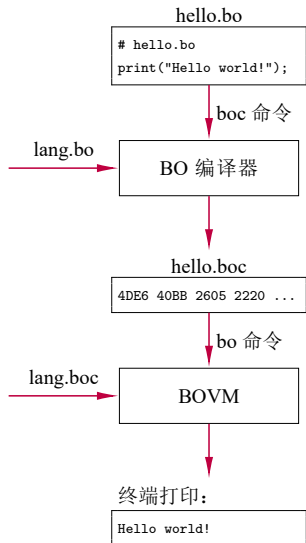 hello.bo
# hello.bo
print("Hello world!");
boc 命令
lang.bo
BO 编译器
hello.boc
4DE6 40BB 2605 2220 ...
bo 命令
lang.boc
BOVM
终端打印：
Hello world!